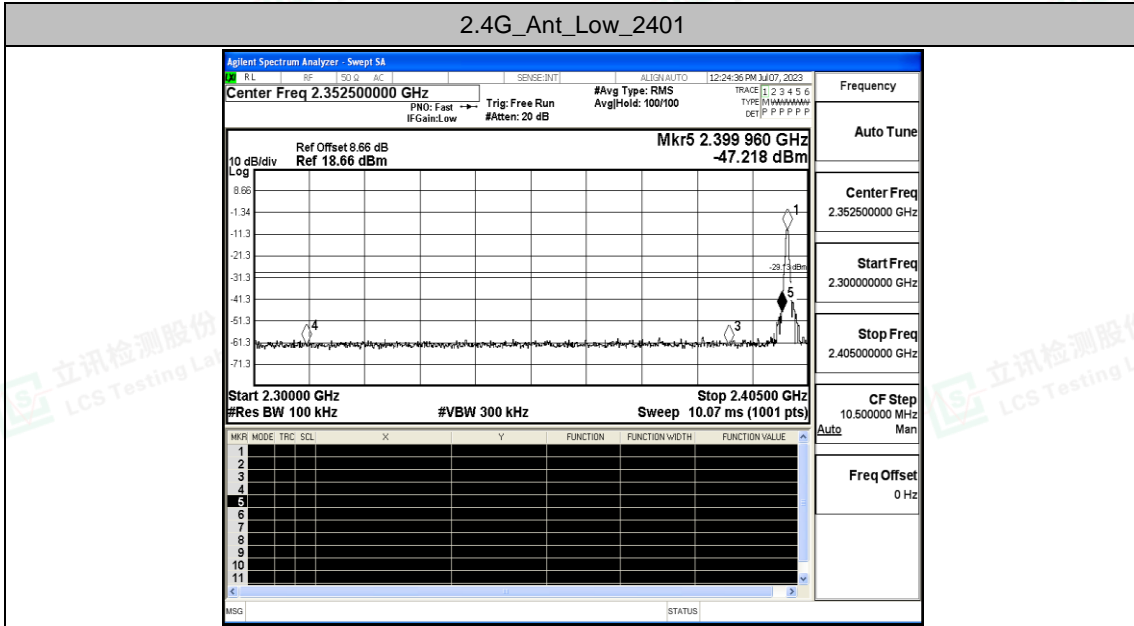 2.4G_Ant_Low_2401
Agilent Spectrum Analyzer - Swept SA
LXI RL RF 50 Ω AC SENSE:INT ALIGN AUTO 12:24:36 PM Jul 07, 2023
Center Freq 2.352500000 GHz
PNO: Fast
IFGain:Low
Trig: Free Run
#Atten: 20 dB
#Avg Type: RMS
Avg|Hold: 100/100
TRACE 1 2 3 4 5 6
TYPE M
DET P P P P P P
Ref Offset 8.66 dB
10 dB/div Ref 18.66 dBm
Log
Mkr5 2.399 960 GHz
-47.218 dBm
8.66
-1.34
-11.3
-21.3
-31.3
-41.3
-51.3
-61.3
-71.3
1
5
3
4
Start 2.30000 GHz Stop 2.40500 GHz
#Res BW 100 kHz #VBW 300 kHz Sweep 10.07 ms (1001 pts)
MKR MODE TRC SCL X Y FUNCTION FUNCTION WIDTH FUNCTION VALUE
1
2
3
4
5
6
7
8
9
10
11
MSG STATUS
Frequency
Auto Tune
Center Freq
2.352500000 GHz
Start Freq
2.300000000 GHz
Stop Freq
2.405000000 GHz
CF Step
10.500000 MHz
Auto Man
Freq Offset
0 Hz
立讯检测股份
LCS Testing Lab
立讯检测股份
LCS Testing L